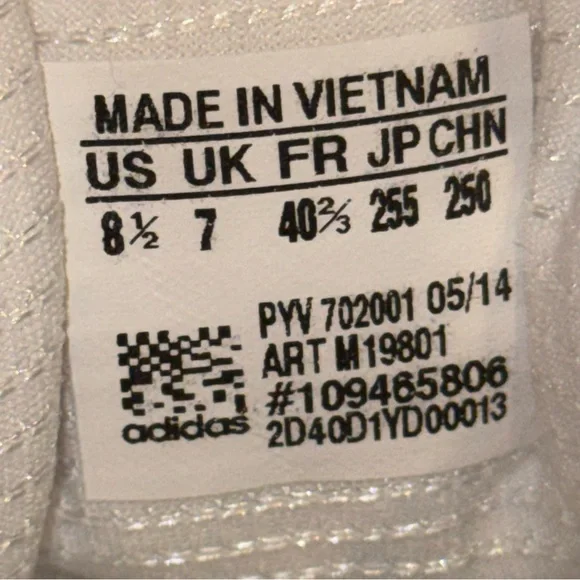 MADE IN VIETNAM
US UK FR JP CHN
8½ 7 40⅔ 255 250
PYV 702001 05/14
ART M19801
#109465806
2D40D1YD00013
adidas